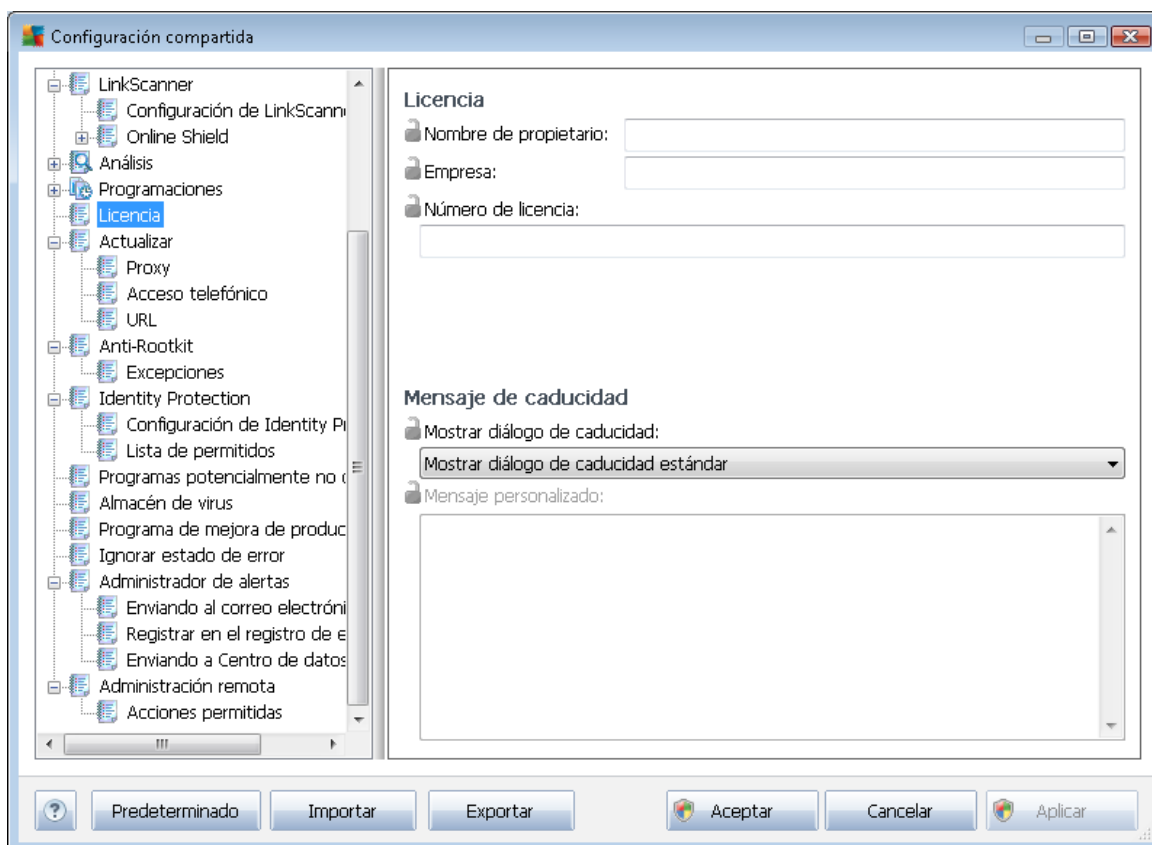 Configuración compartida
LinkScanner
Configuración de LinkScann
Online Shield
Análisis
Programaciones
Licencia
Actualizar
Proxy
Acceso telefónico
URL
Anti-Rootkit
Excepciones
Identity Protection
Configuración de Identity P
Lista de permitidos
Programas potencialmente no
Almacén de virus
Programa de mejora de produc
Ignorar estado de error
Administrador de alertas
Enviando al correo electróni
Registrar en el registro de e
Enviando a Centro de datos
Administración remota
Acciones permitidas
Licencia
Nombre de propietario:
Empresa:
Número de licencia:
Mensaje de caducidad
Mostrar diálogo de caducidad:
Mostrar diálogo de caducidad estándar
Mensaje personalizado:
? Predeterminado Importar Exportar Aceptar Cancelar Aplicar